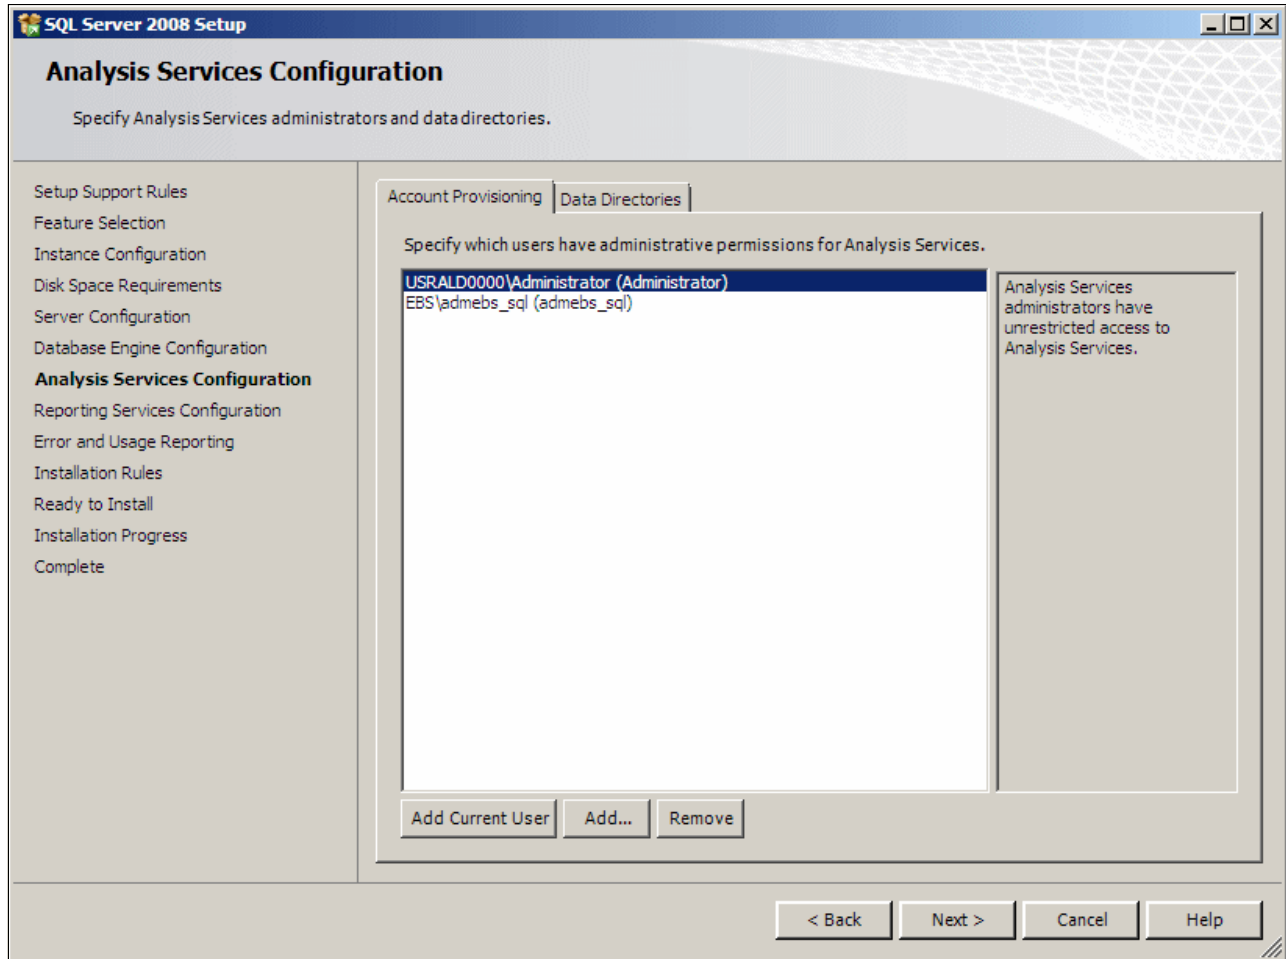 SQL Server 2008 Setup
Analysis Services Configuration
Specify Analysis Services administrators and data directories.
Setup Support Rules
Feature Selection
Instance Configuration
Disk Space Requirements
Server Configuration
Database Engine Configuration
Analysis Services Configuration
Reporting Services Configuration
Error and Usage Reporting
Installation Rules
Ready to Install
Installation Progress
Complete
Account Provisioning
Data Directories
Specify which users have administrative permissions for Analysis Services.
USRALD0000\Administrator (Administrator)
EBS\admebs_sql (admebs_sql)
Analysis Services
administrators have
unrestricted access to
Analysis Services.
Add Current User
Add...
Remove
< Back
Next >
Cancel
Help